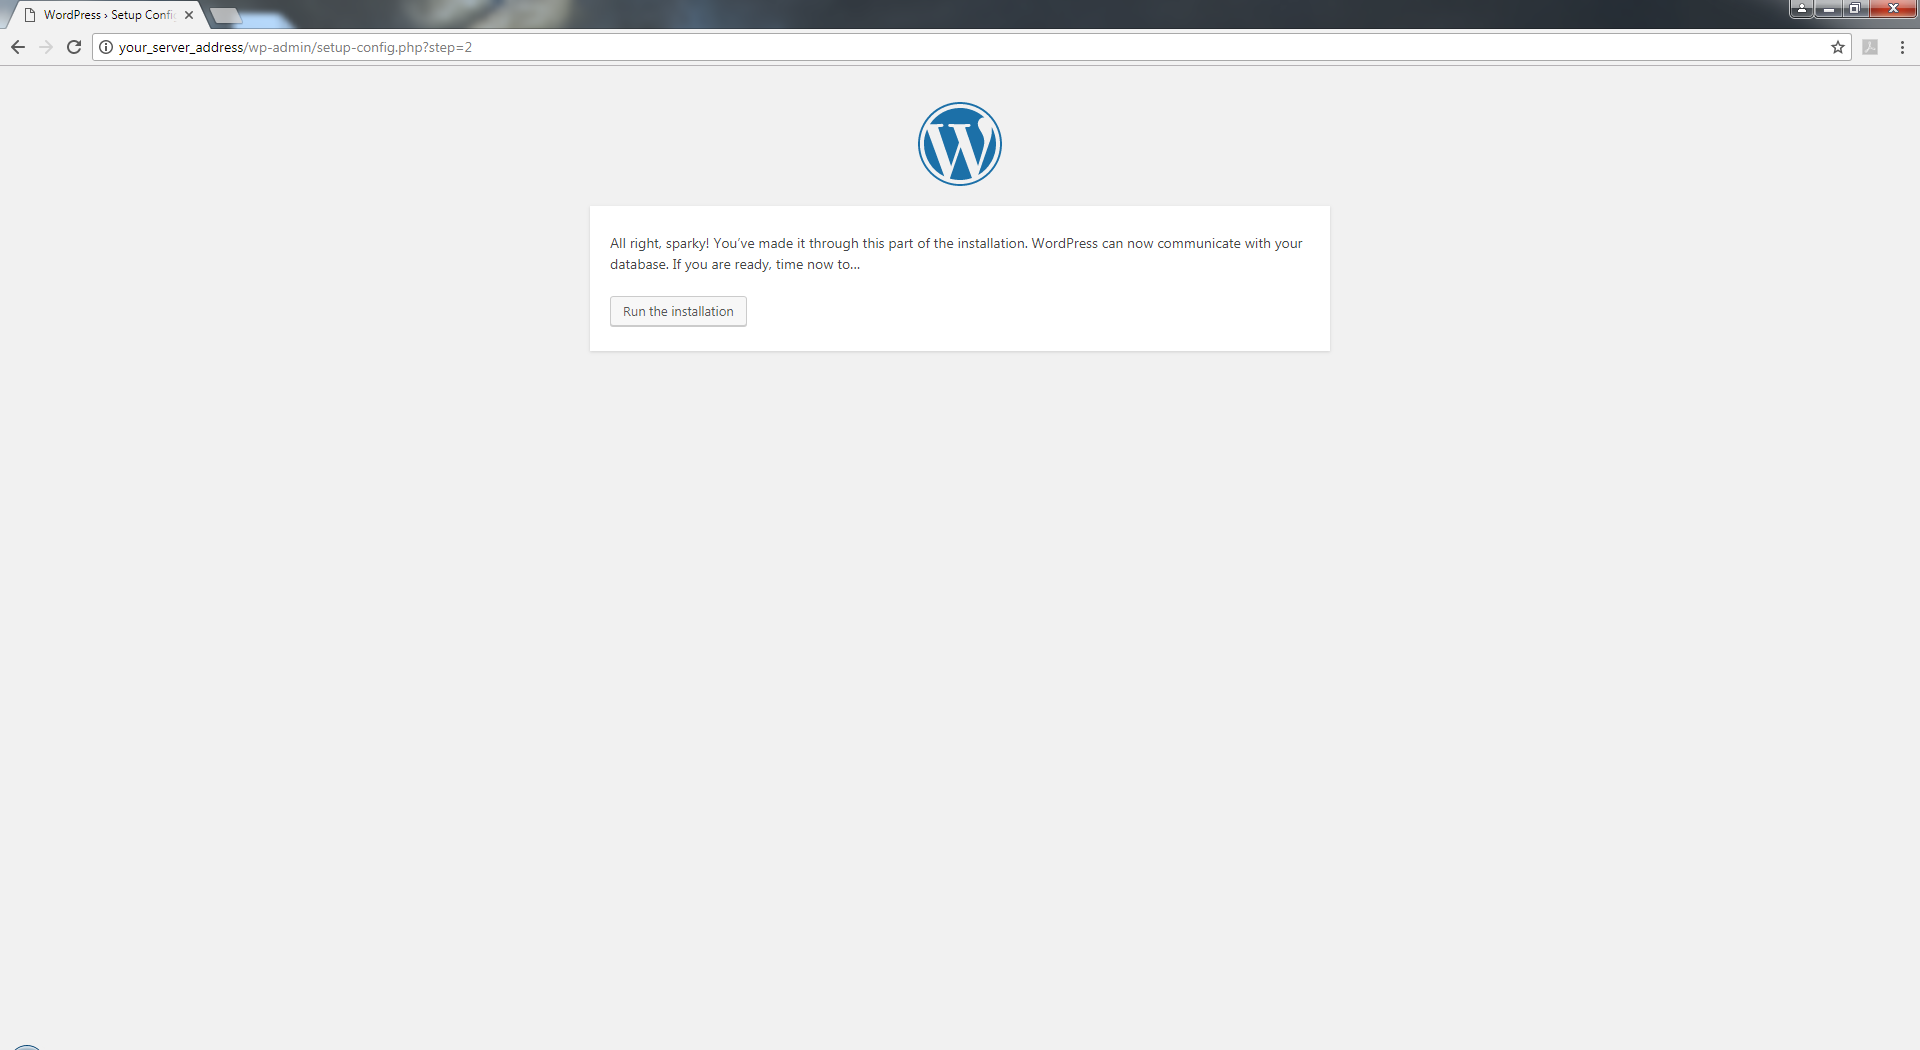 WordPress › Setup Confi
your_server_address/wp-admin/setup-config.php?step=2
All right, sparky! You’ve made it through this part of the installation. WordPress can now communicate with your
database. If you are ready, time now to…
Run the installation